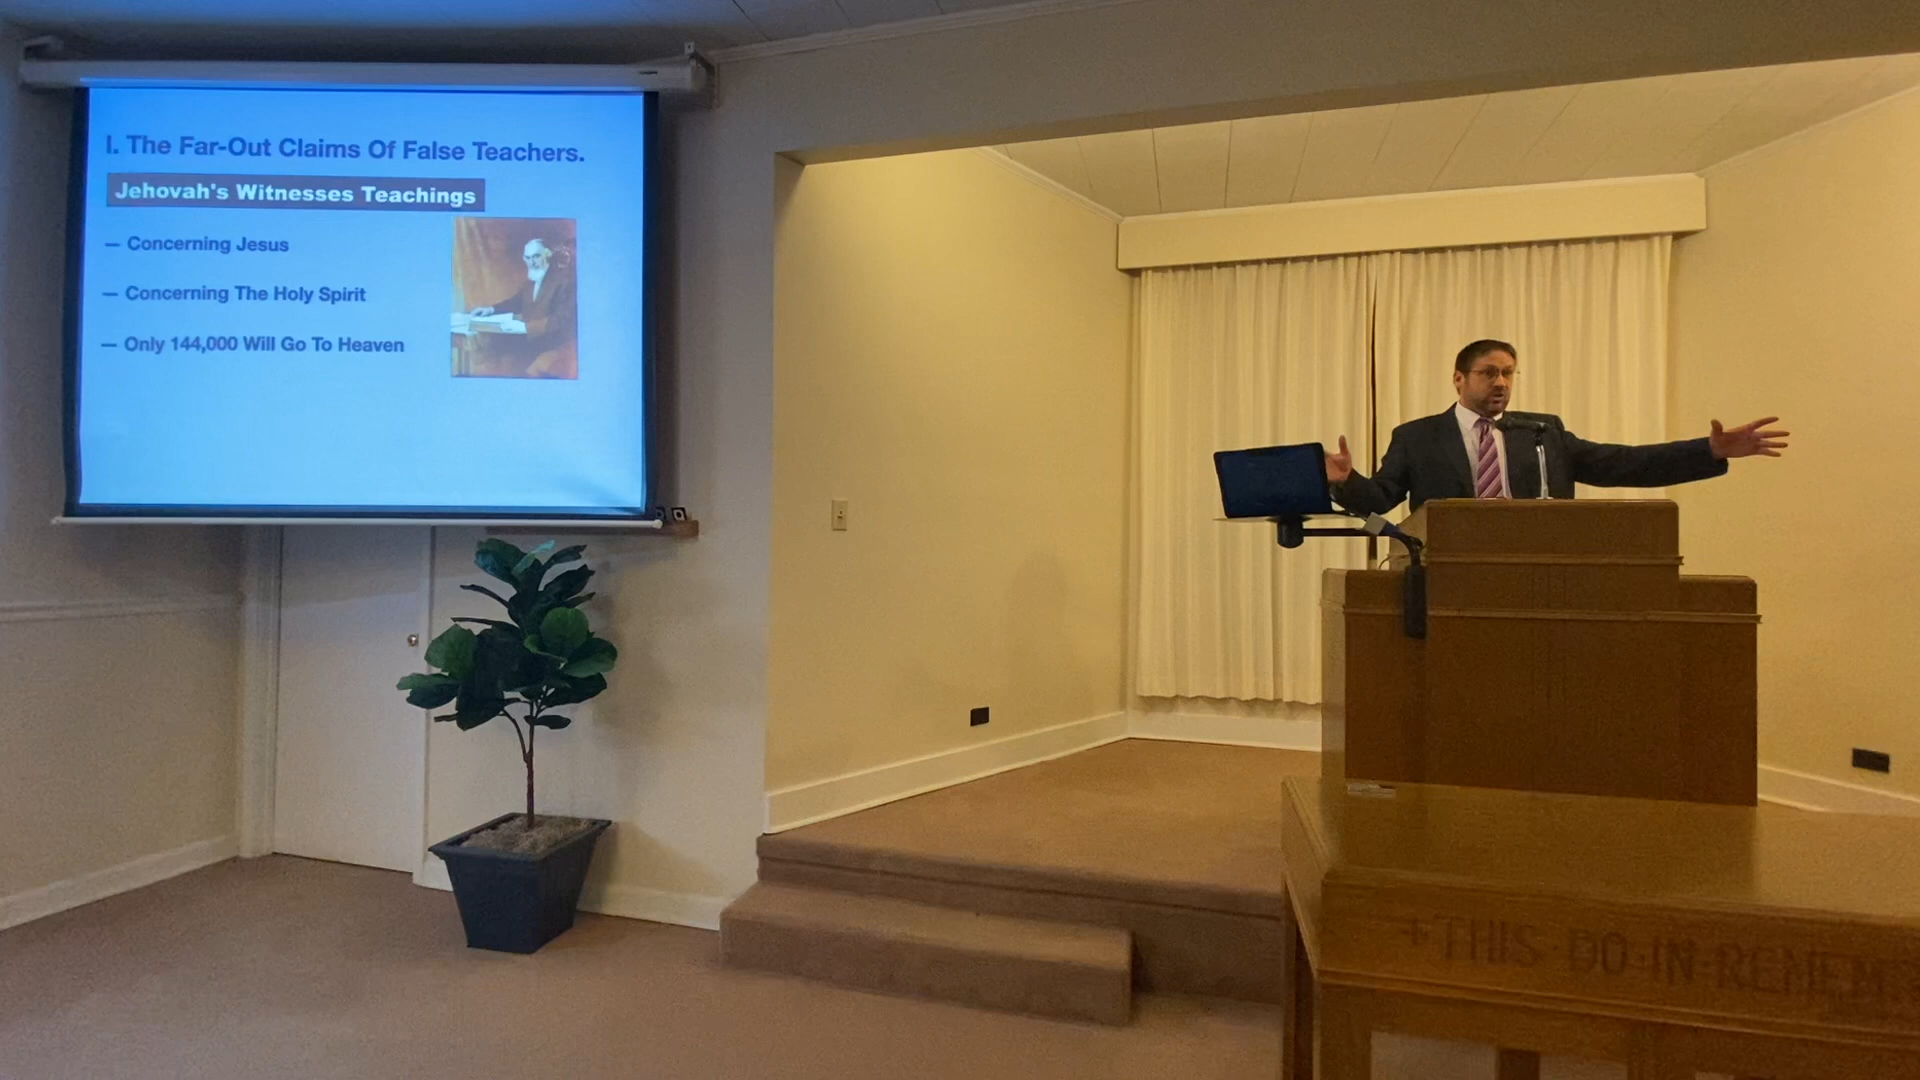 I. The Far-Out Claims Of False Teachers.
Jehovah's Witnesses Teachings
— Concerning Jesus
— Concerning The Holy Spirit
— Only 144,000 Will Go To Heaven
+THIS·DO·IN·REMEM